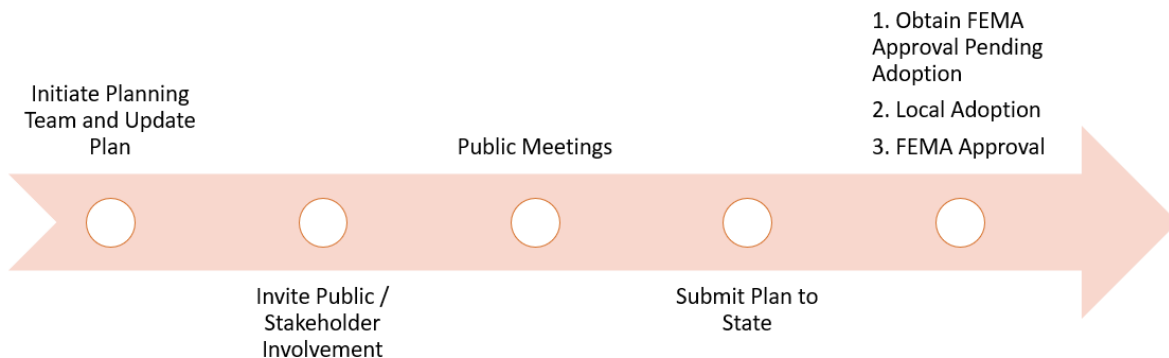 Initiate Planning
Team and Update
Plan
Invite Public /
Stakeholder
Involvement
Public Meetings
Submit Plan to
State
1. Obtain FEMA
Approval Pending
Adoption
2. Local Adoption
3. FEMA Approval